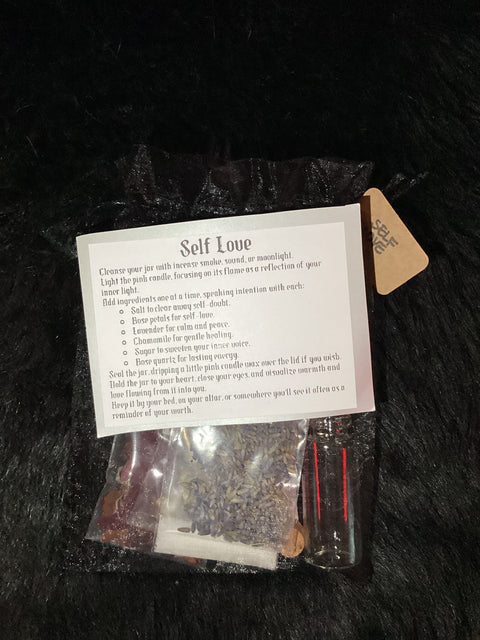 Self Love
Cleanse your jar with incense smoke, sound, or moonlight.
Light the pink candle, focusing on its flame as a reflection of your
inner light.
Add ingredients one at a time, speaking intention with each:
Salt to clear away self-doubt.
Rose petals for self-love.
Lavender for calm and peace.
Chamomile for gentle healing.
Sugar to sweeten your inner voice.
Rose quartz for lasting energy.
Seal the jar, dripping a little pink candle wax over the lid if you wish.
Hold the jar to your heart, close your eyes, and visualize warmth and
love flowing from it into you.
Keep it by your bed, on your altar, or somewhere you'll see it often as a
reminder of your worth.
SELF
LOVE